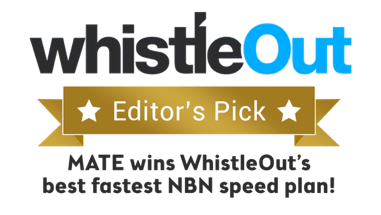 whistleOut
Editor's Pick
MATE wins WhistleOut's
best fastest NBN speed plan!